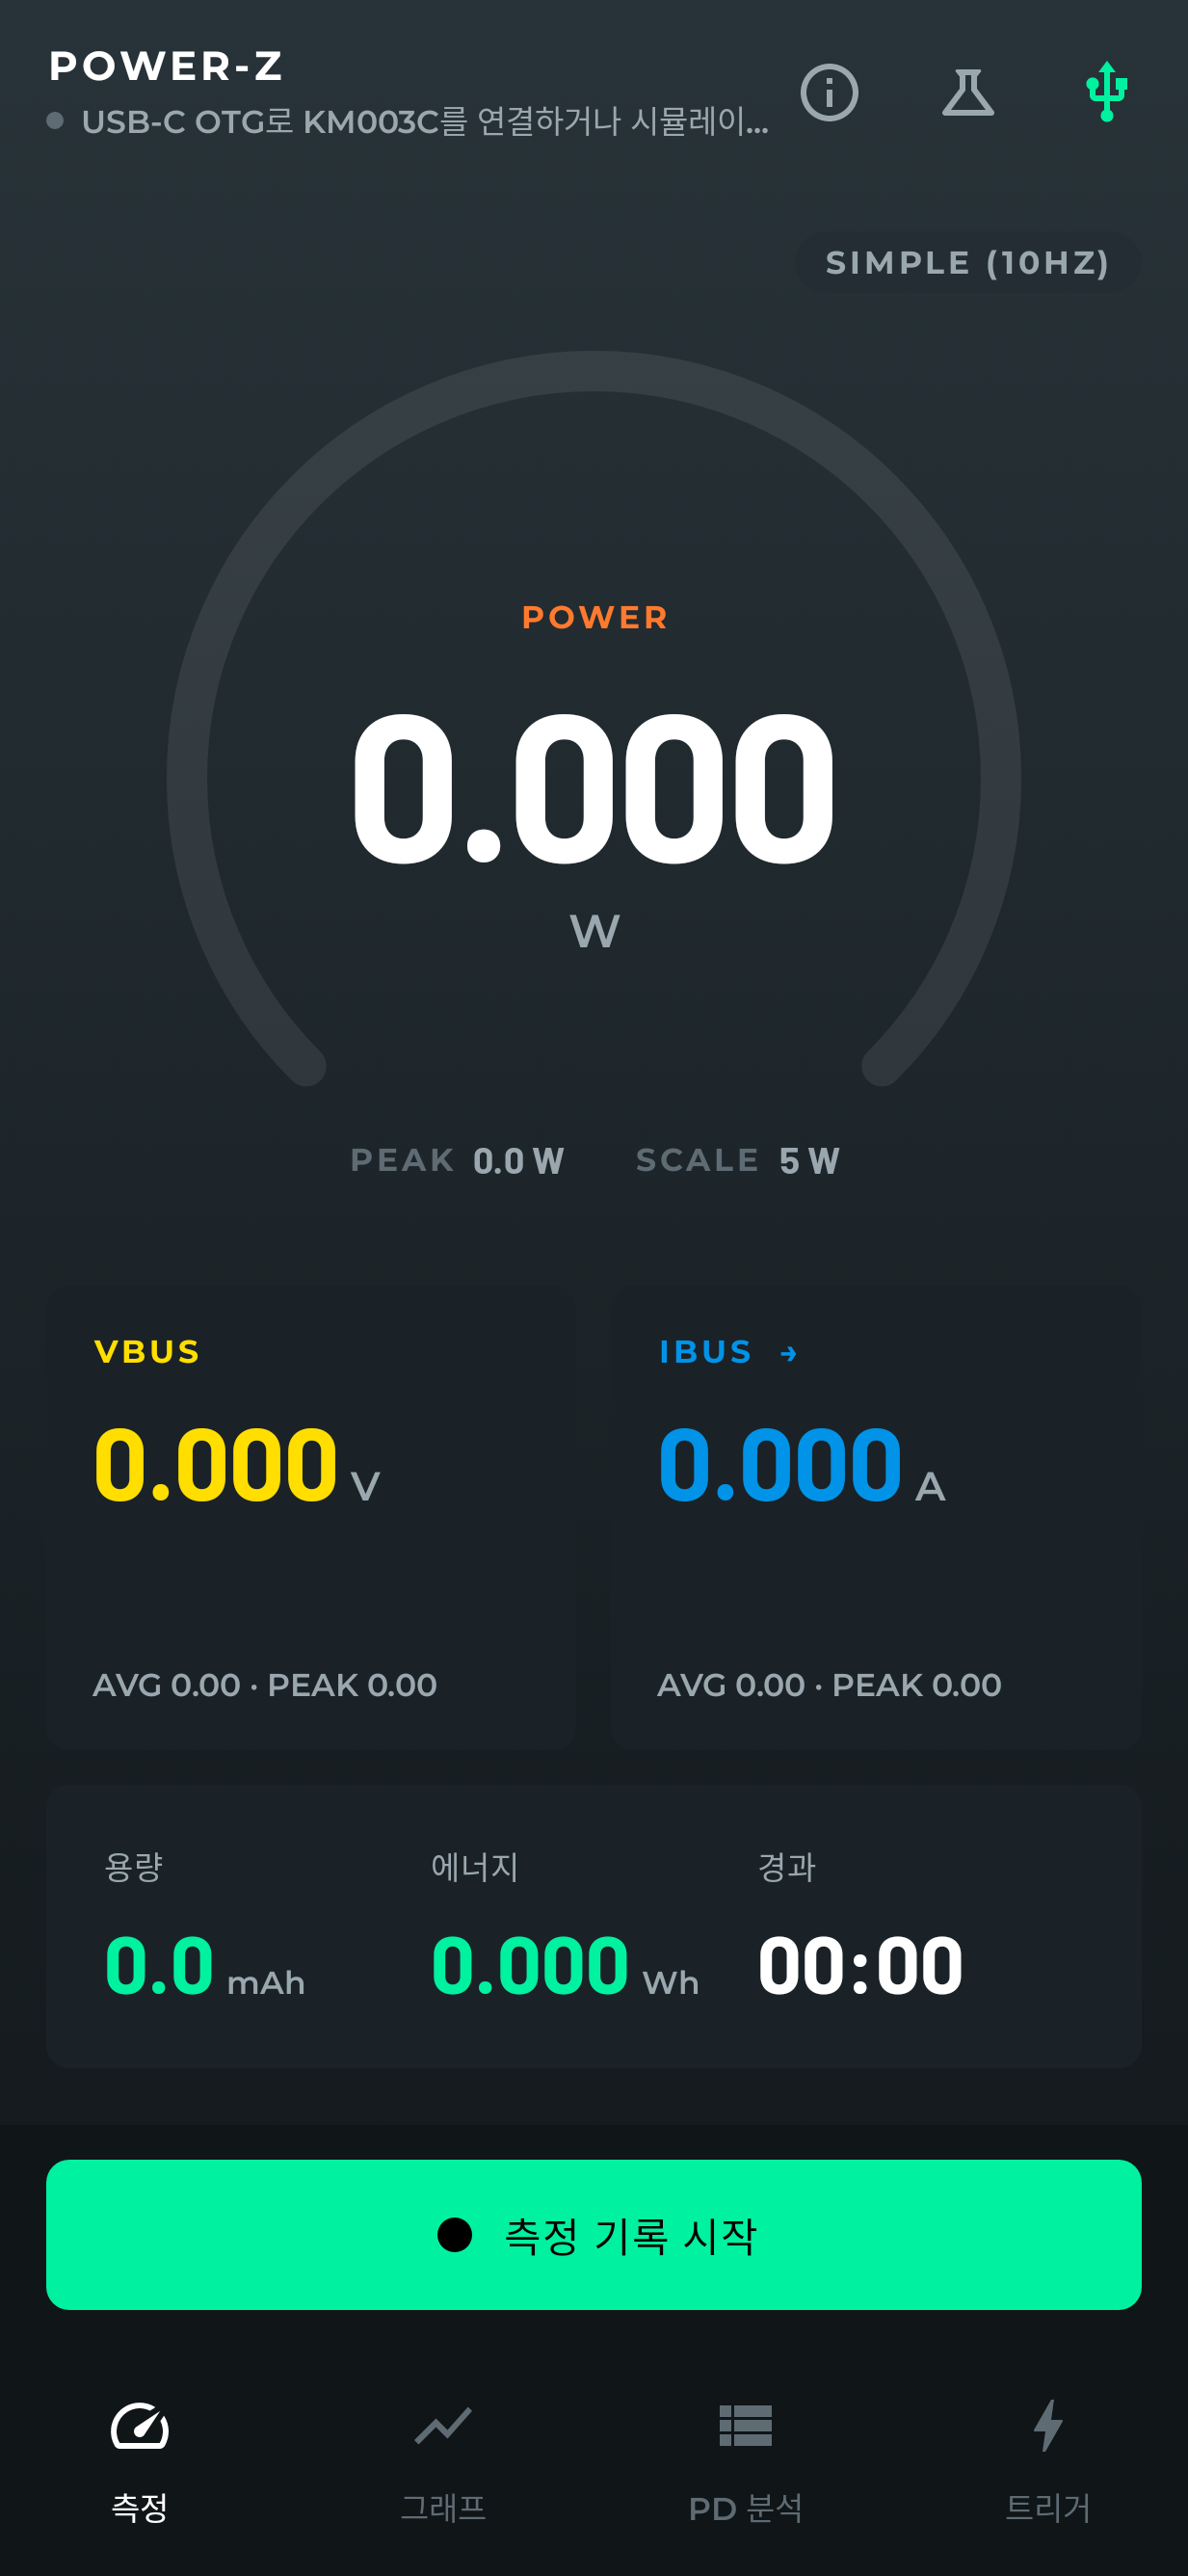 POWER-Z
USB-C OTG로 KM003C를 연결하거나 시뮬레이...
SIMPLE (10HZ)
POWER
0.000
W
PEAK 0.0 W SCALE 5 W
VBUS
0.000 V
AVG 0.00 · PEAK 0.00
IBUS →
0.000 A
AVG 0.00 · PEAK 0.00
용량 에너지 경과
0.0 mAh 0.000 Wh 00:00
측정 기록 시작
측정 그래프 PD 분석 트리거